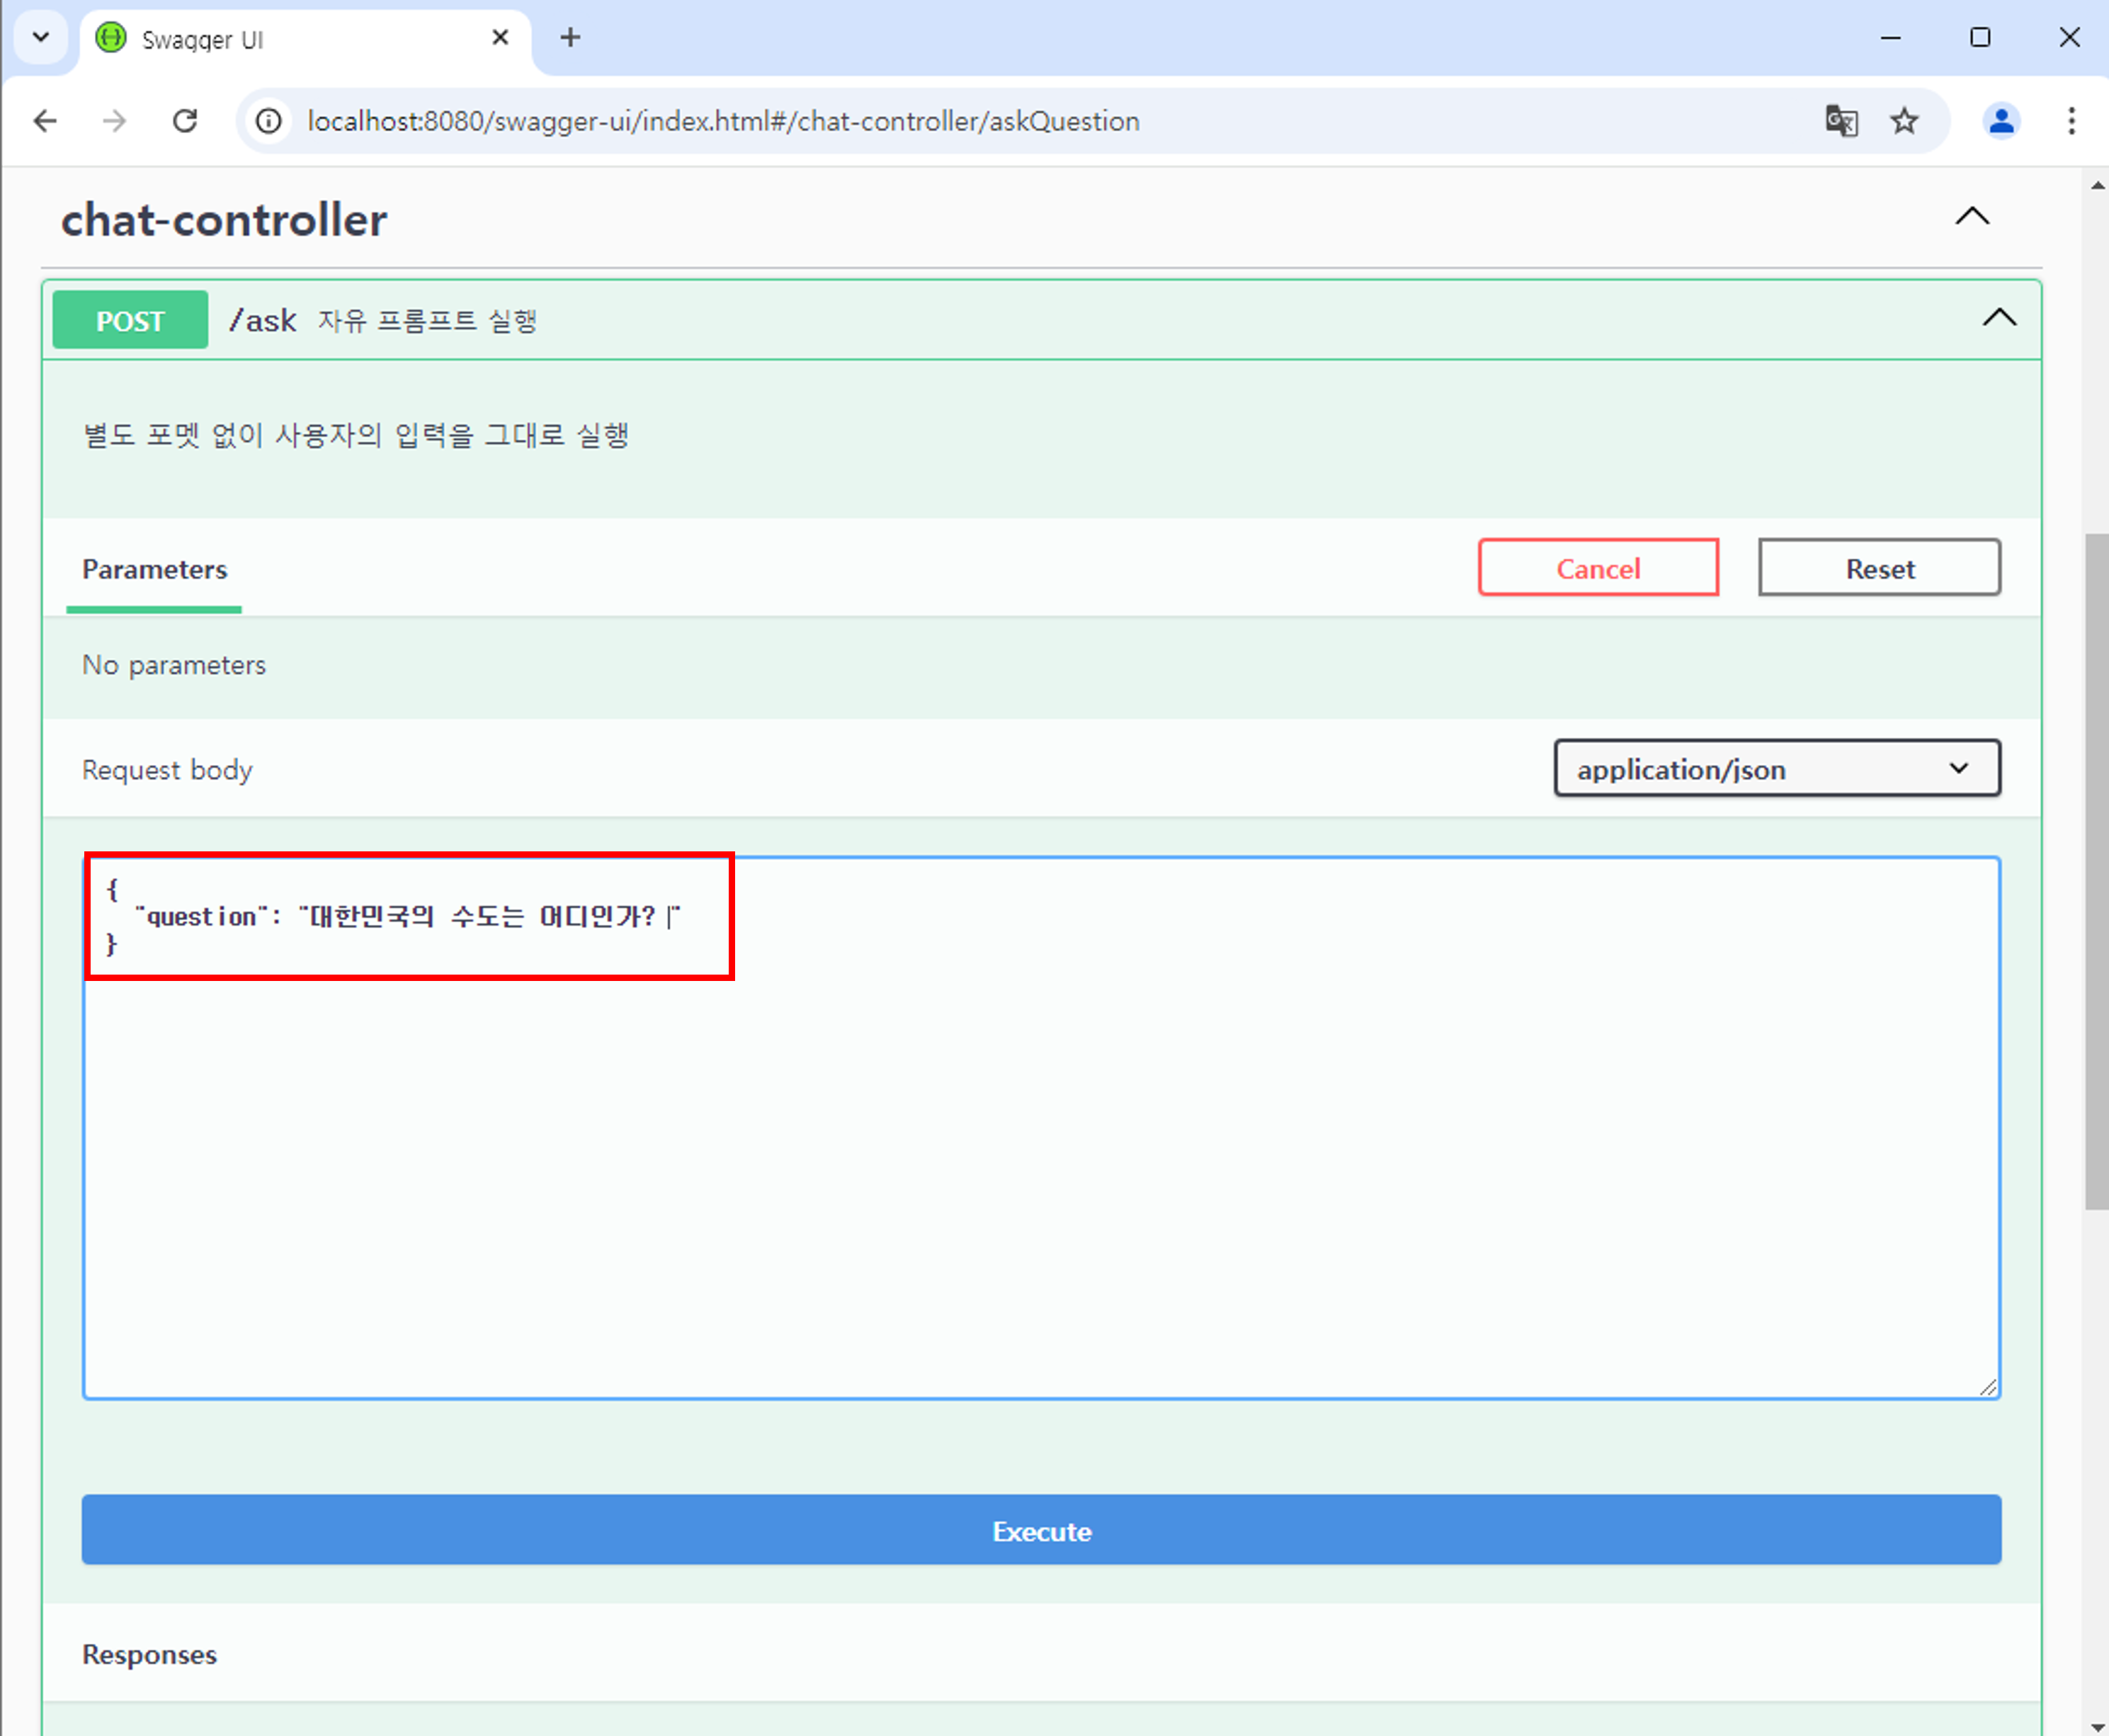 Swagger UI
localhost:8080/swagger-ui/index.html#/chat-controller/askQuestion
chat-controller
POST /ask 자유 프롬프트 실행
별도 포멧 없이 사용자의 입력을 그대로 실행
Parameters
Cancel
Reset
No parameters
Request body
application/json
{
"question": "대한민국의 수도는 어디인가? "
}
Execute
Responses